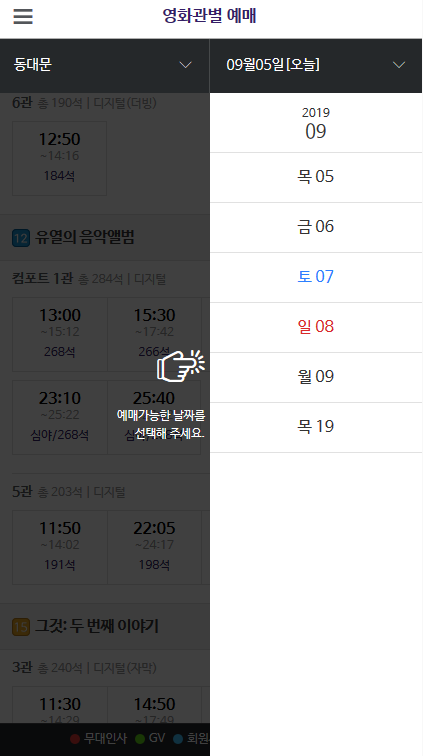 영화관별 예매
동대문
09월05일[오늘]
6관 총 190석 | 디지털(더빙)
12:50
~14:16
184석
12 유열의 음악앨범
컴포트 1관 총 284석 | 디지털
13:00 15:30
~15:12 ~17:42
268석 266석
23:10 25:40
~25:22
심야/268석
예매가능한 날짜를
선택해 주세요.
5관 총 203석 | 디지털
11:50 22:05
~14:02 ~24:17
191석 198석
15 그것: 두 번째 이야기
3관 총 240석 | 디지털(자막)
11:30 14:50
~14:29 ~17:49
무대인사 GV 회원
2019
09
목 05
금 06
토 07
일 08
월 09
목 19